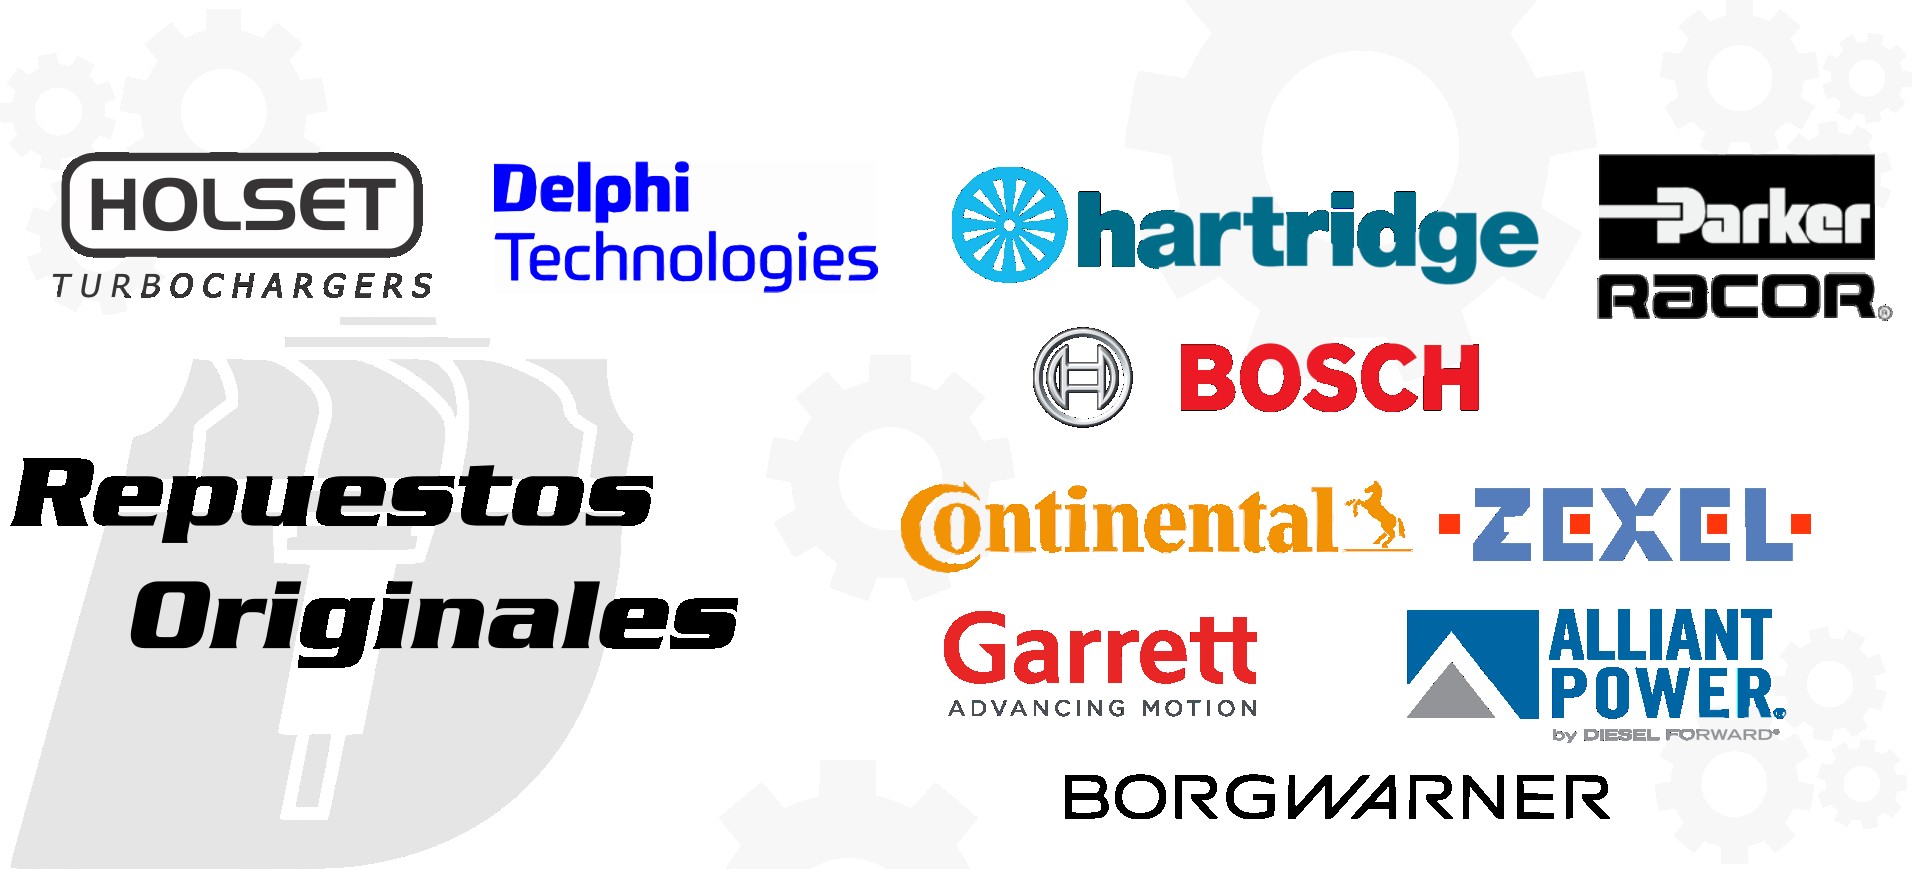 HOLSET
TURBOCHARGERS
Delphi
Technologies
hartridge
Parker
RACOR®
BOSCH
Repuestos
Originales
Continental
ZEXEL
Garrett
ADVANCING MOTION
ALLIANT
POWER®
by DIESEL FORWARD®
BORGWARNER